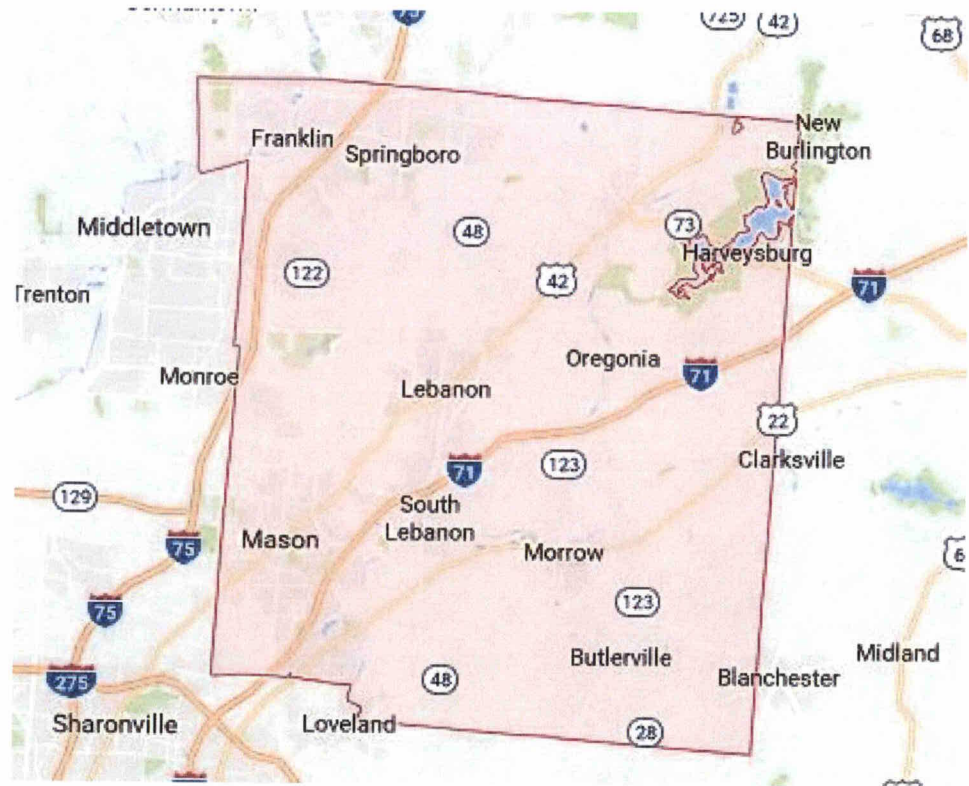 75
725
42
68
New
Burlington
Franklin
Springboro
Middletown
48
73
Harveysburg
122
42
71
Trenton
Oregonia
71
Monroe
Lebanon
22
123
Clarksville
71
129
South
Lebanon
Mason
Morrow
75
75
123
Butlerville
Midland
275
48
Blanchester
Sharonville
Loveland
28